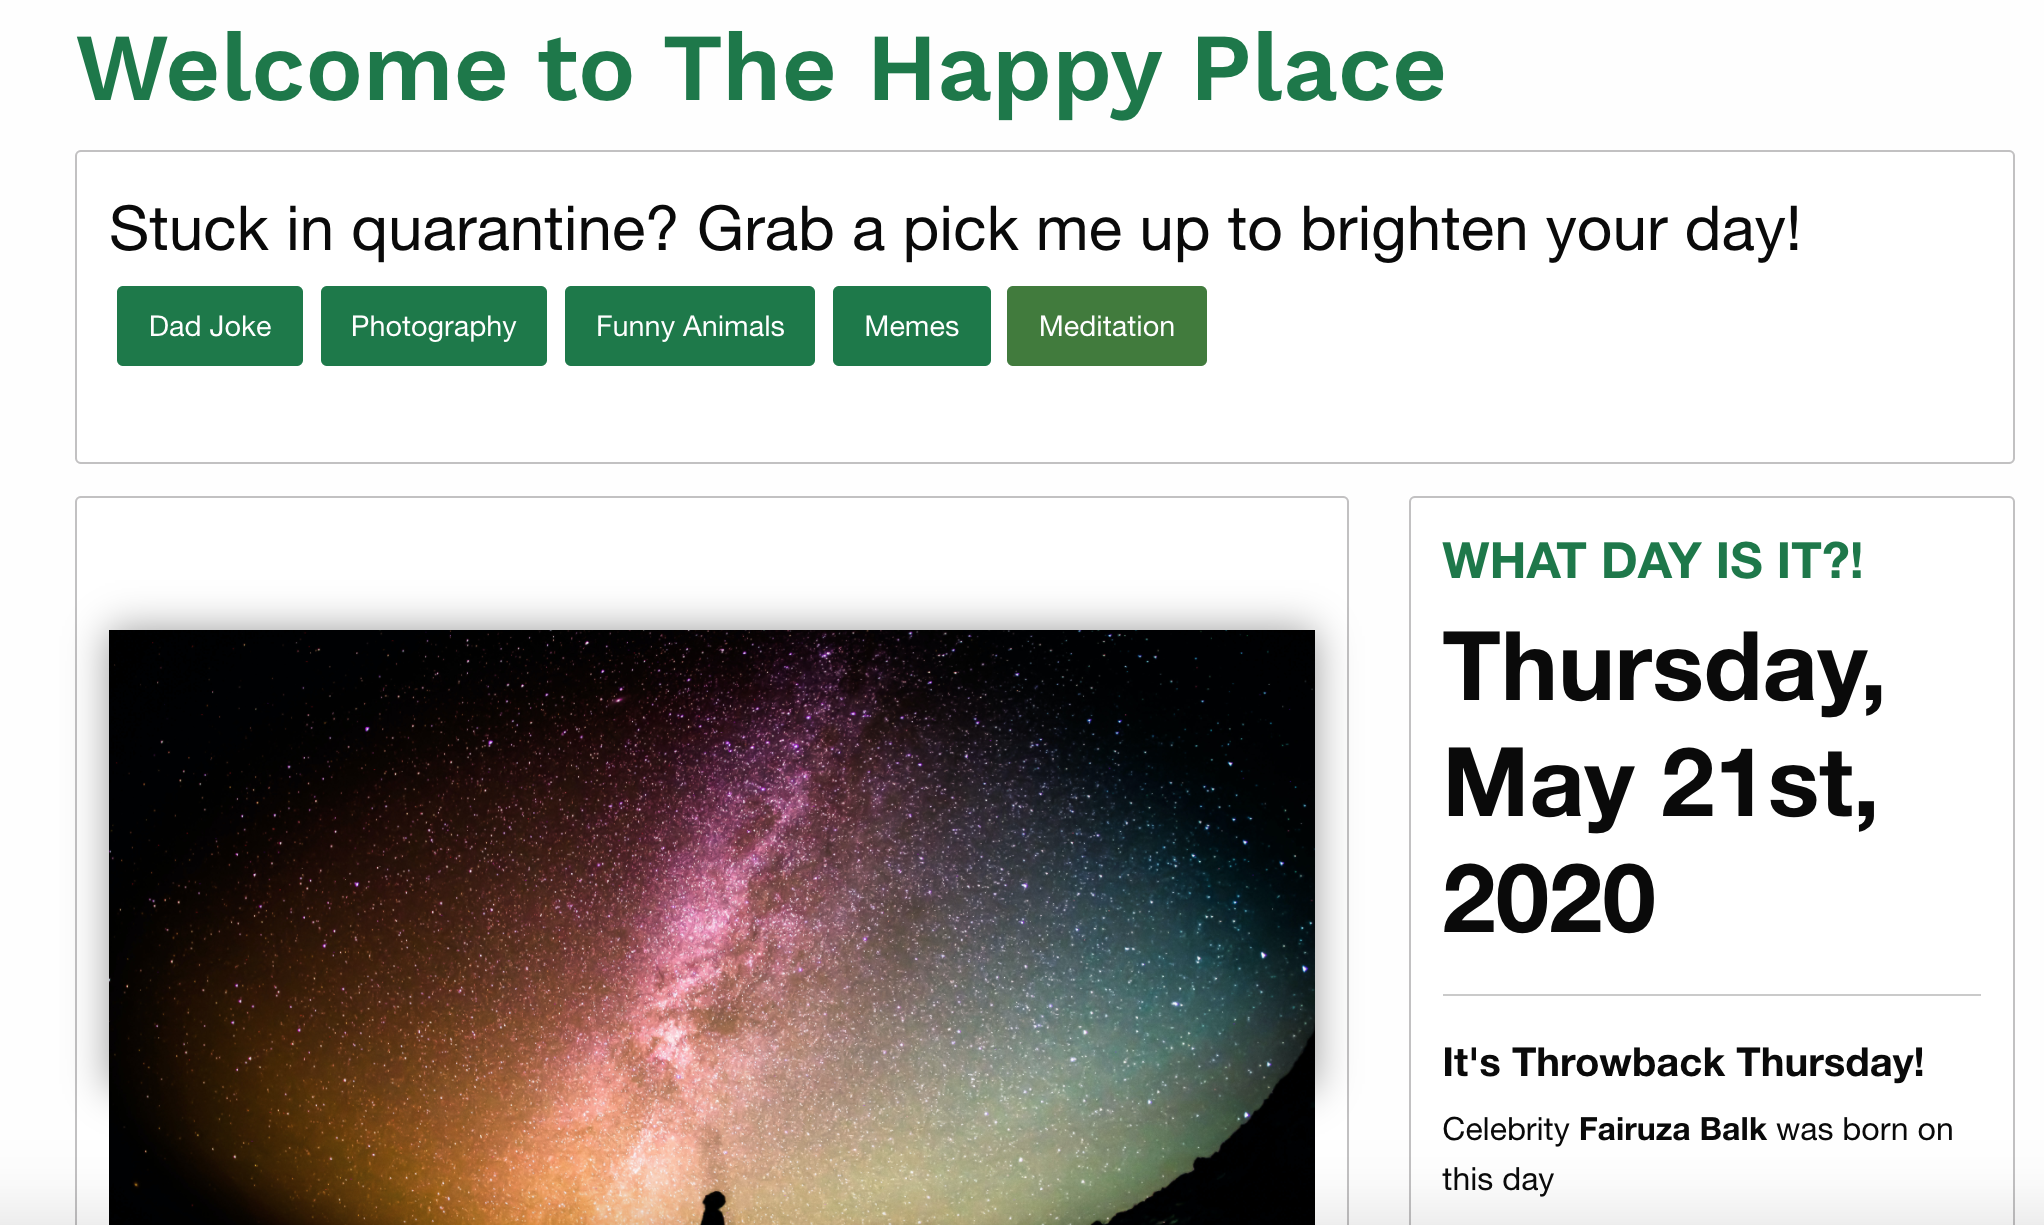 Welcome to The Happy Place
Stuck in quarantine? Grab a pick me up to brighten your day!
Dad Joke
Photography
Funny Animals
Memes
Meditation
WHAT DAY IS IT?!
Thursday,
May 21st,
2020
It's Throwback Thursday!
Celebrity Fairuza Balk was born on
this day